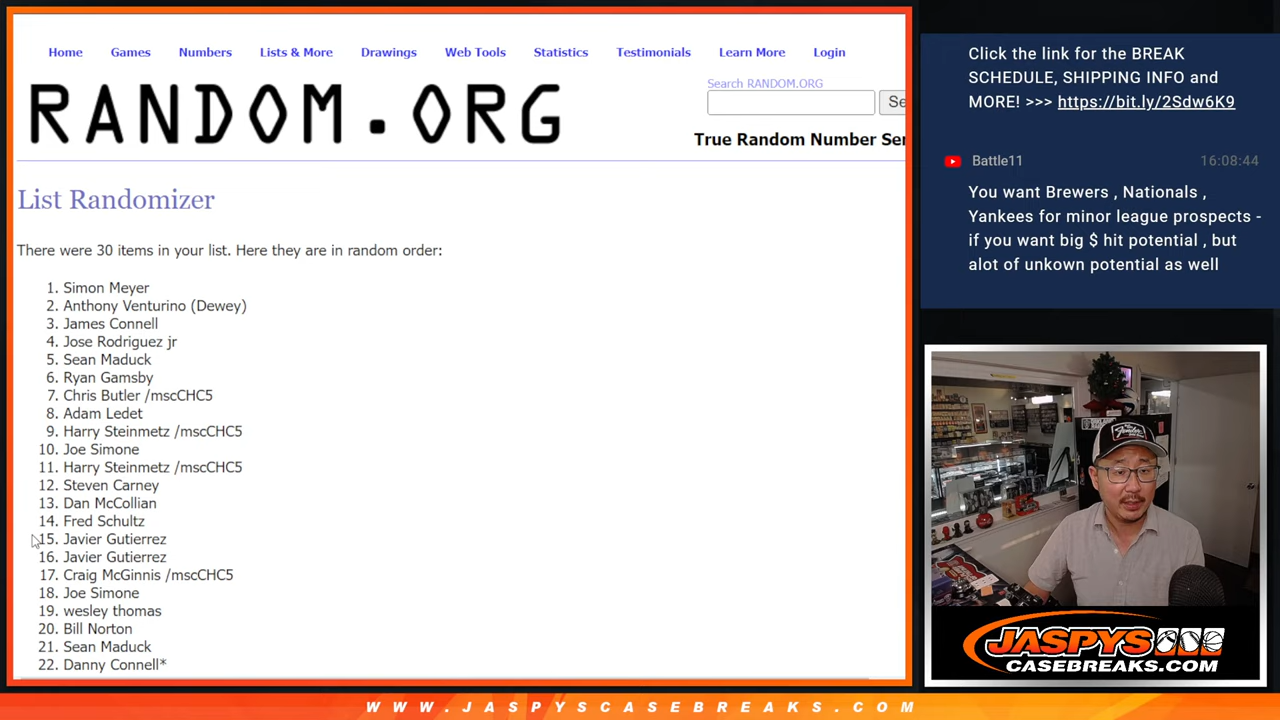 Home Games Numbers Lists & More Drawings Web Tools Statistics Testimonials Learn More Login
Search RANDOM.ORG
RANDOM.ORG
True Random Number Ser
List Randomizer
There were 30 items in your list. Here they are in random order:
1. Simon Meyer
2. Anthony Venturino (Dewey)
3. James Connell
4. Jose Rodriguez jr
5. Sean Maduck
6. Ryan Gamsby
7. Chris Butler /mscCHC5
8. Adam Ledet
9. Harry Steinmetz /mscCHC5
10. Joe Simone
11. Harry Steinmetz /mscCHC5
12. Steven Carney
13. Dan McCollian
14. Fred Schultz
15. Javier Gutierrez
16. Javier Gutierrez
17. Craig McGinnis /mscCHC5
18. Joe Simone
19. wesley thomas
20. Bill Norton
21. Sean Maduck
22. Danny Connell*
Click the link for the BREAK
SCHEDULE, SHIPPING INFO and
MORE! >>> https://bit.ly/2Sdw6K9
Battle11 16:08:44
You want Brewers , Nationals ,
Yankees for minor league prospects -
if you want big $ hit potential , but
alot of unkown potential as well
Fender
JASPYS
CASEBREAKS.COM
WWW.JASPYSCASEBREAKS.COM